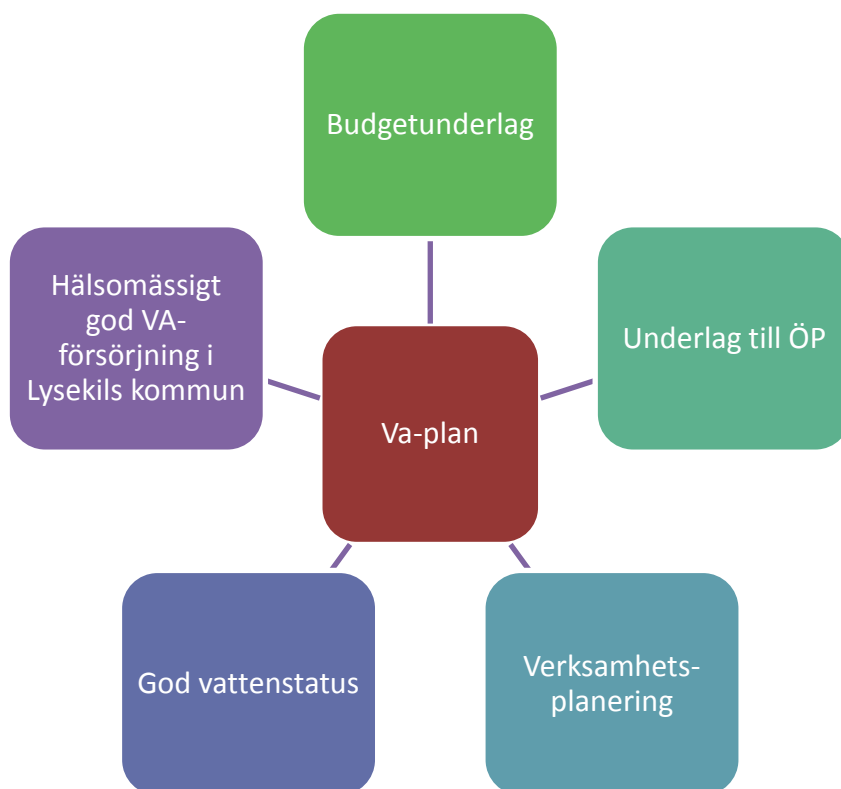 Budgetunderlag
Hälsomässigt
god VA-
försörjning i
Lysekils kommun
Underlag till ÖP
Va-plan
God vattenstatus
Verksamhets-
planering